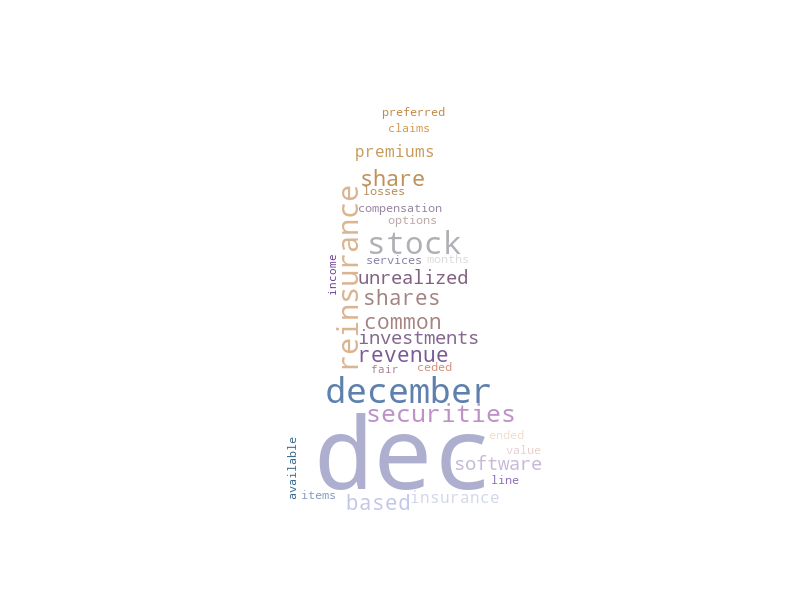 preferred
claims
premiums
share
losses
reinsurance
compensation
options
stock
services
months
income
unrealized
shares
common
investments
revenue
fair
ceded
december
securities
dec
ended
value
software
available
line
items
based
insurance